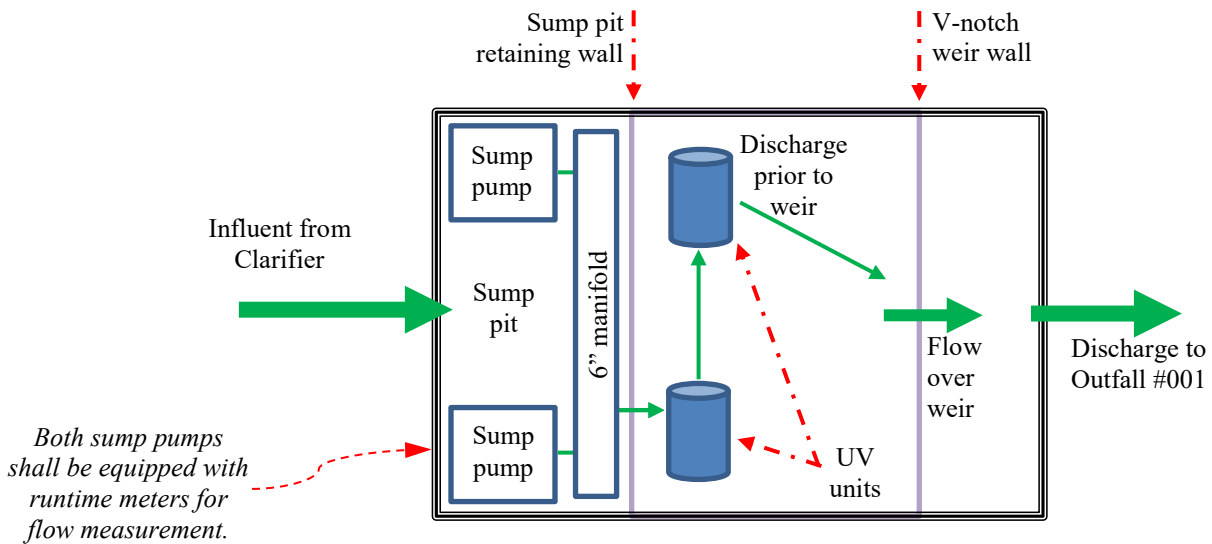 Sump pit
retaining wall
V-notch
weir wall
Sump
pump
Discharge
prior to
weir
Influent from
Clarifier
Sump
pit
6” manifold
Flow
over
weir
Discharge to
Outfall #001
Both sump pumps
shall be equipped with
runtime meters for
flow measurement.
Sump
pump
UV
units